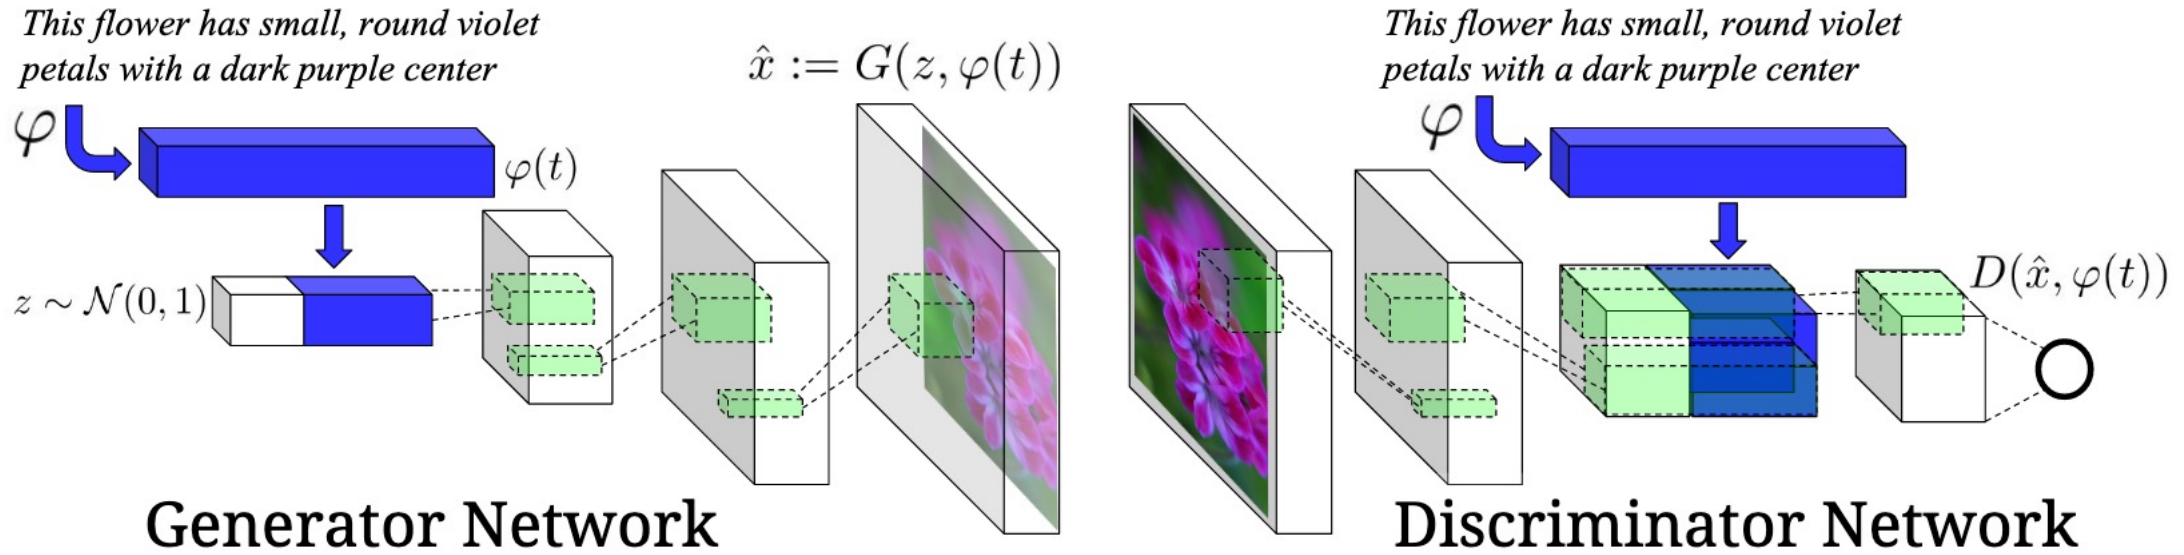 This flower has small, round violet
petals with a dark purple center
φ
φ(t)
z ∼ 𝒩(0, 1)
x̂ := G(z, φ(t))
Generator Network
This flower has small, round violet
petals with a dark purple center
φ
D(x̂, φ(t))
Discriminator Network